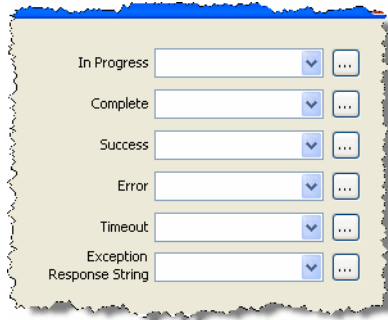 In Progress
Complete
Success
Error
Timeout
Exception
Response String